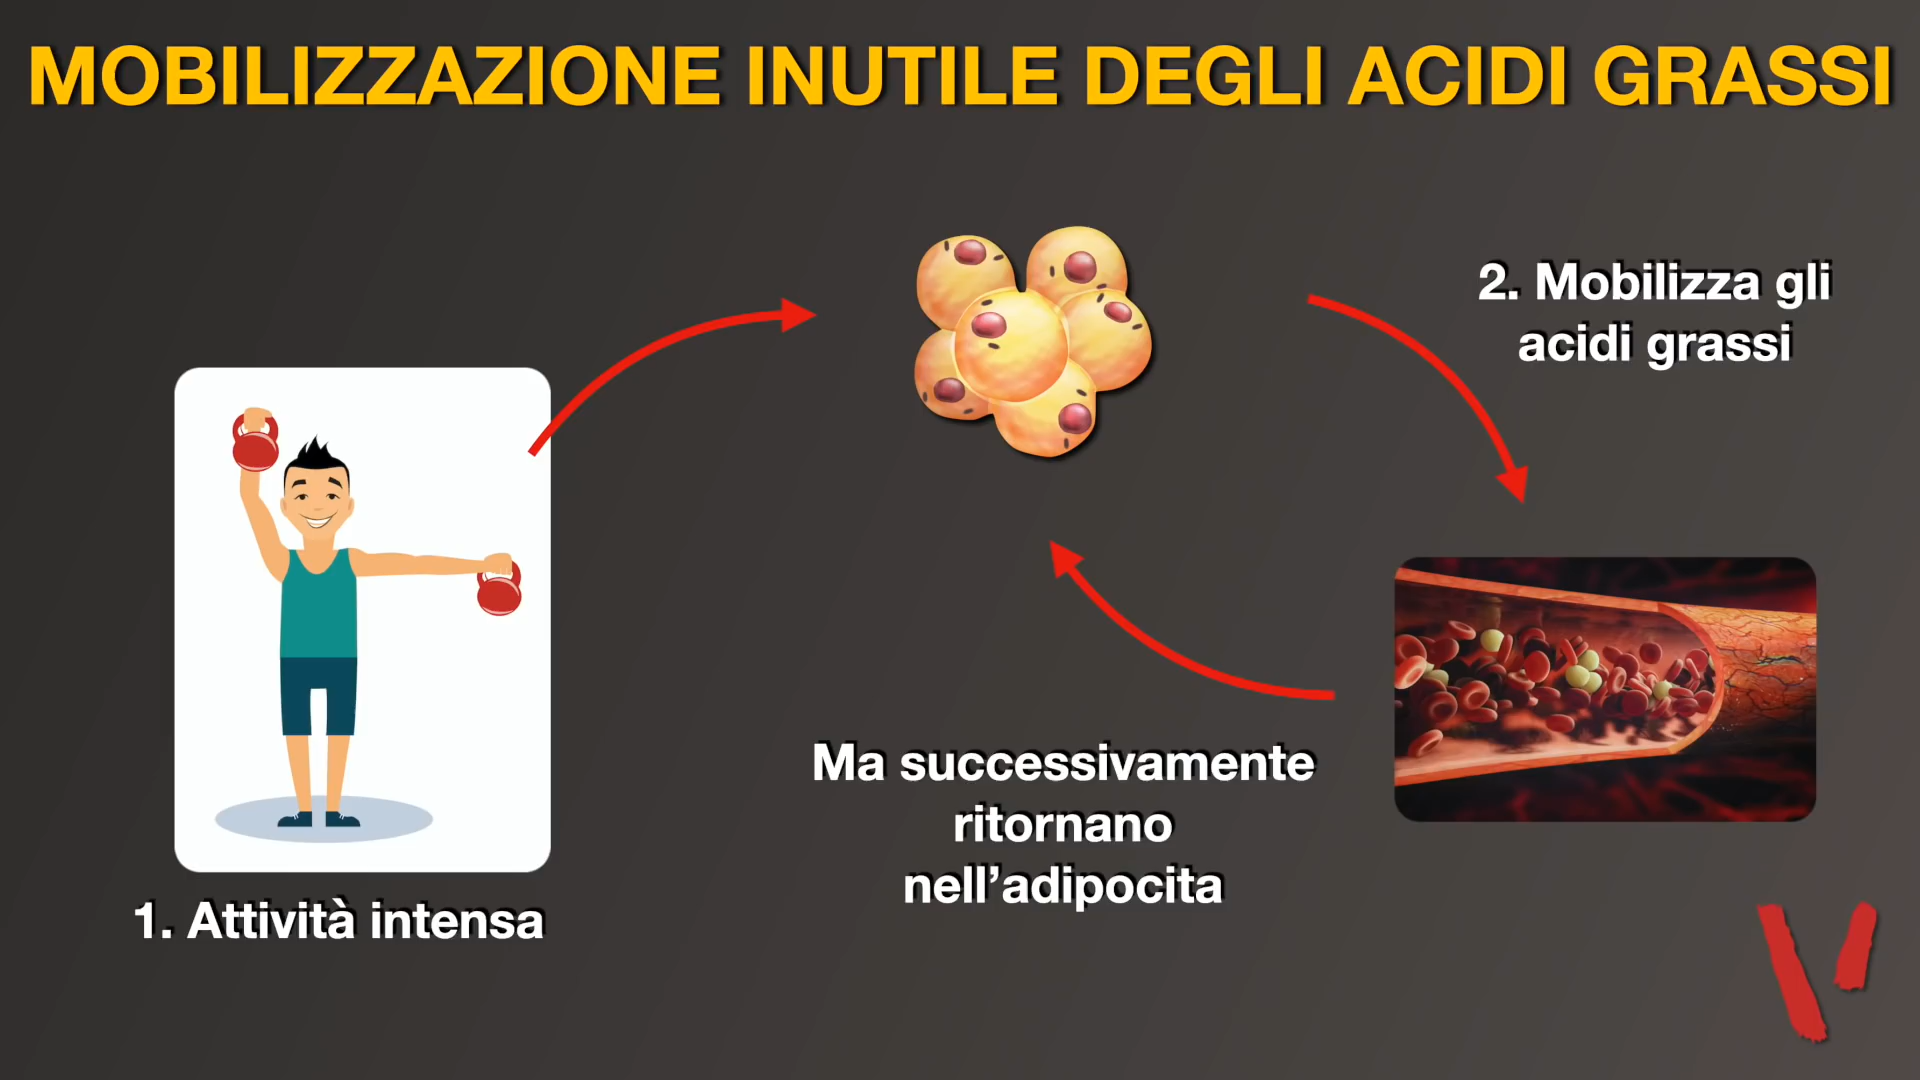 MOBILIZZAZIONE INUTILE DEGLI ACIDI GRASSI
2. Mobilizza gli
acidi grassi
Ma successivamente
ritornano
nell’adipocita
1. Attività intensa